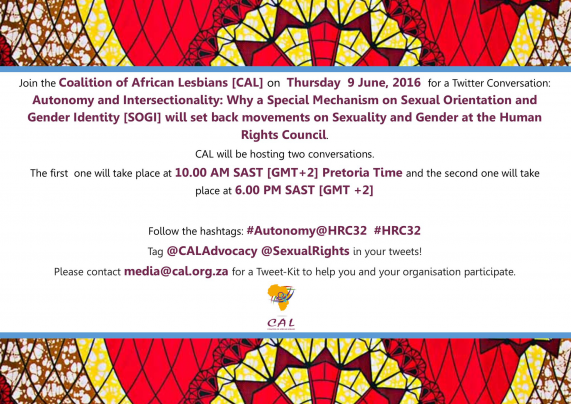 Join the Coalition of African Lesbians [CAL] on Thursday 9 June, 2016 for a Twitter Conversation:
Autonomy and Intersectionality: Why a Special Mechanism on Sexual Orientation and
Gender Identity [SOGI] will set back movements on Sexuality and Gender at the Human
Rights Council.
CAL will be hosting two conversations.
The first one will take place at 10.00 AM SAST [GMT+2] Pretoria Time and the second one will take
place at 6.00 PM SAST [GMT +2]
Follow the hashtags: #Autonomy@HRC32 #HRC32
Tag @CALAdvocacy @SexualRights in your tweets!
Please contact media@cal.org.za for a Tweet-Kit to help you and your organisation participate.
CAL